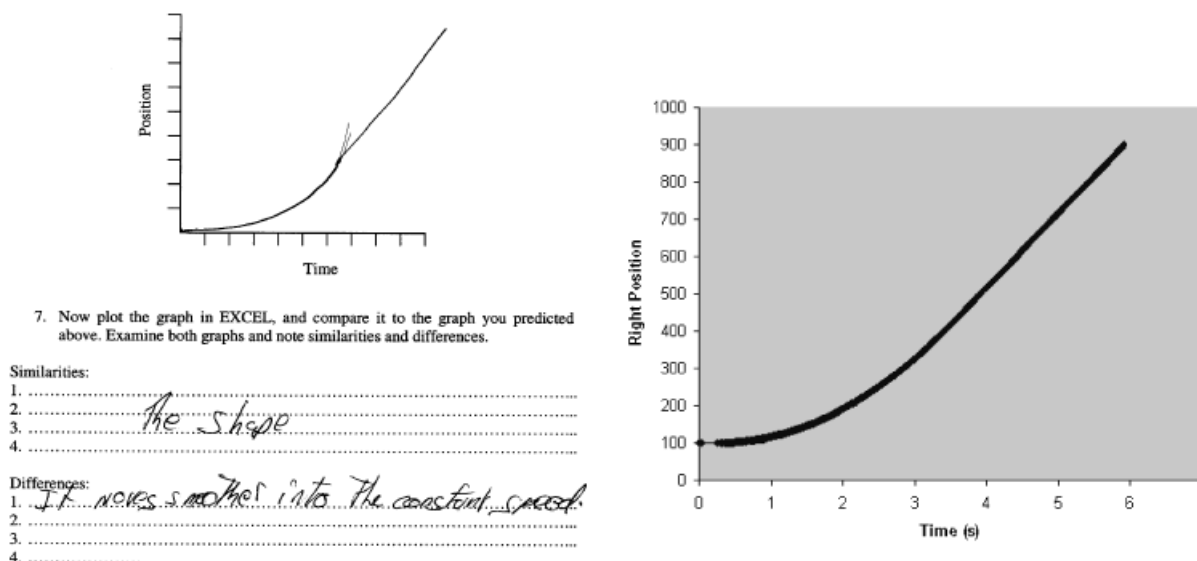 Position
Time
7. Now plot the graph in EXCEL, and compare it to the graph you predicted
above. Examine both graphs and note similarities and differences.
Similarities:
1.
2.
The shape
3.
4.
Differences:
1. It moves smother into the constant speed.
2.
3.
4.
1000
900
800
700
600
500
400
300
200
100
0
Right Position
0 1 2 3 4 5 6
Time (s)